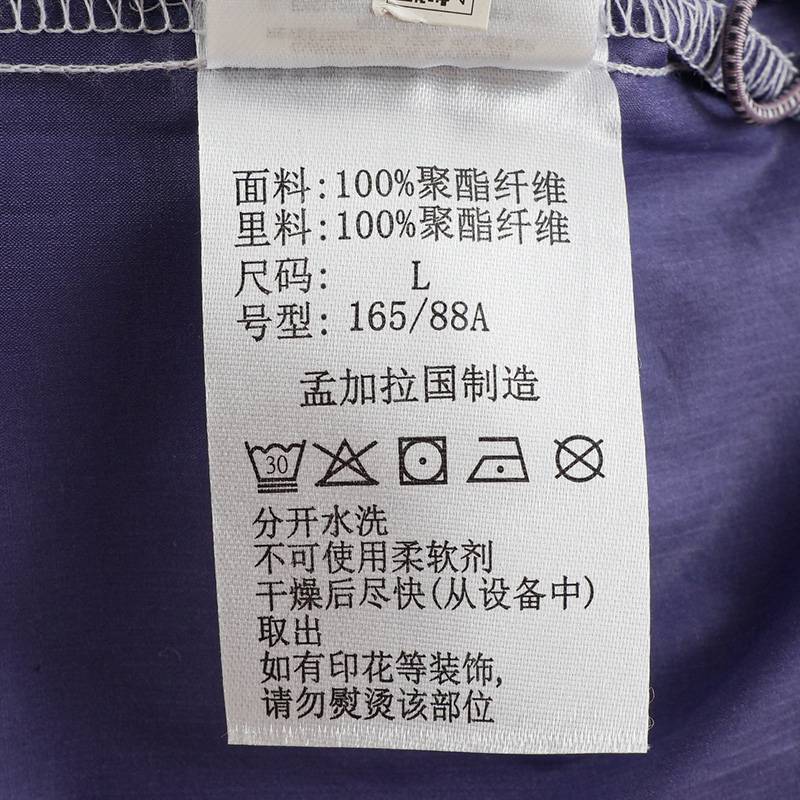 面料:100%聚酯纤维
里料:100%聚酯纤维
尺码: L
号型: 165/88A
孟加拉国制造
30
分开水洗
不可使用柔软剂
干燥后尽快(从设备中)
取出
如有印花等装饰,
请勿熨烫该部位